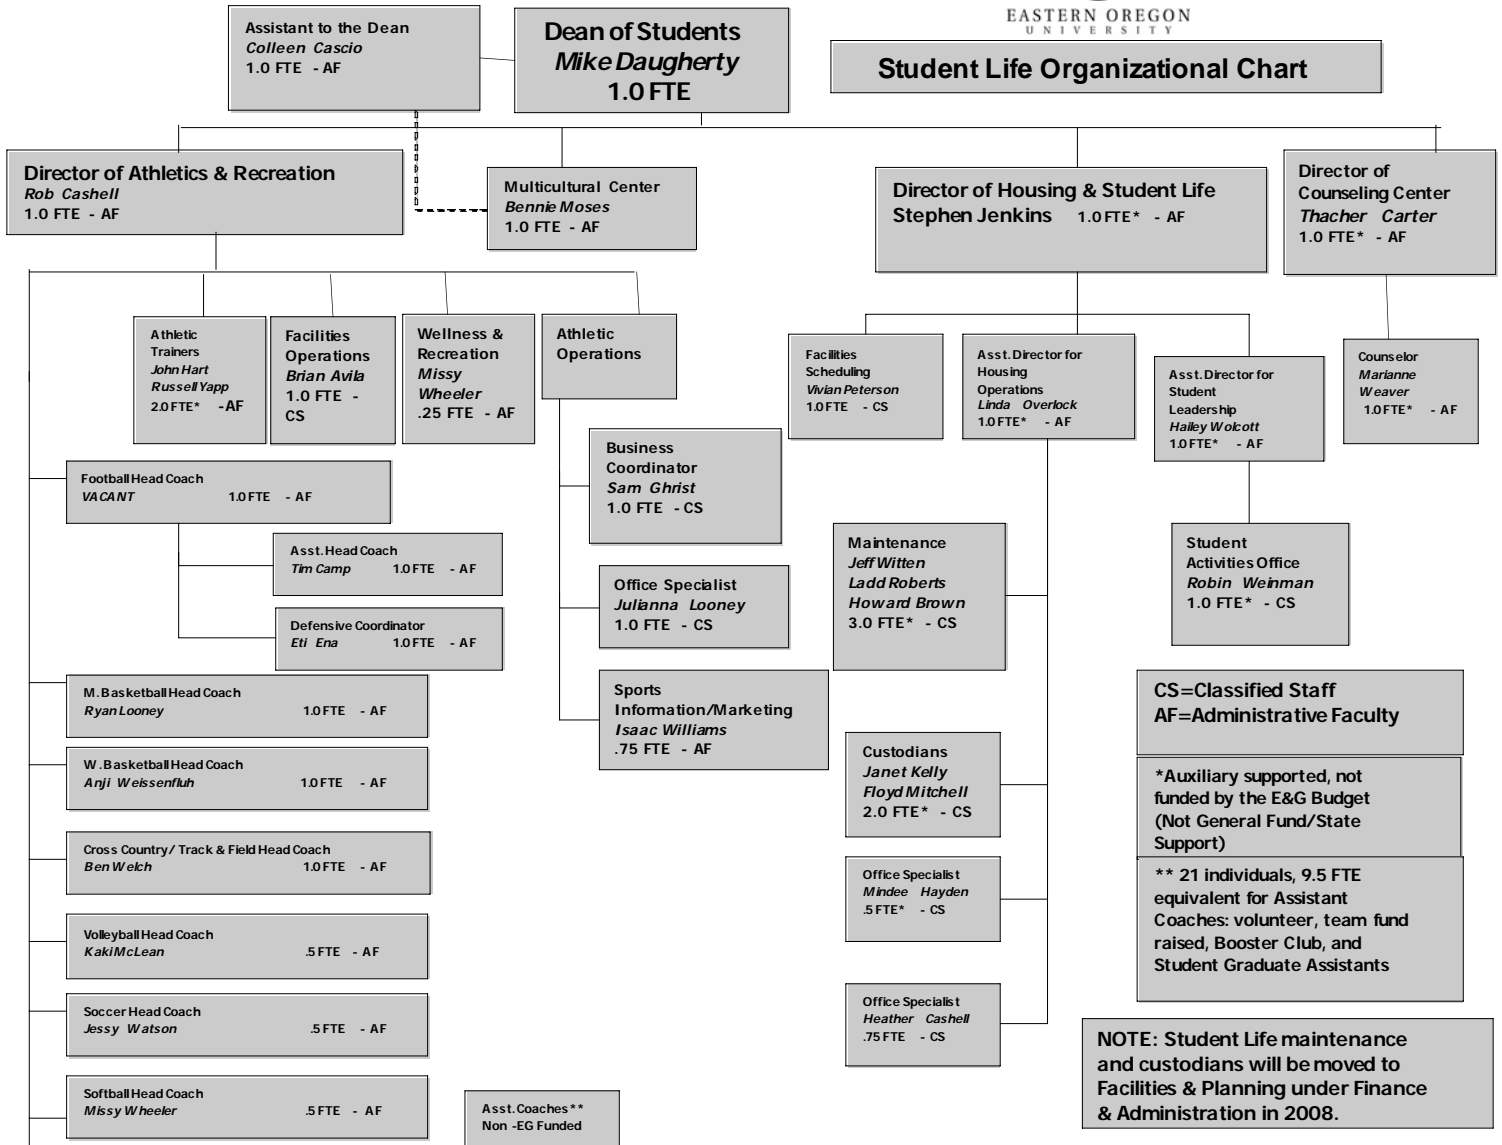 EASTERN OREGON
UNIVERSITY
Student Life Organizational Chart
Assistant to the Dean
Colleen Cascio
1.0 FTE - AF
Dean of Students
Mike Daugherty
1.0 FTE
Director of Athletics & Recreation
Rob Cashell
1.0 FTE - AF
Multicultural Center
Bennie Moses
1.0 FTE - AF
Director of Housing & Student Life
Stephen Jenkins 1.0 FTE* - AF
Director of
Counseling Center
Thacher Carter
1.0 FTE* - AF
Athletic
Trainers
John Hart
Russell Yapp
2.0 FTE* - AF
Facilities
Operations
Brian Avila
1.0 FTE -
CS
Wellness &
Recreation
Missy
Wheeler
.25 FTE - AF
Athletic
Operations
Facilities
Scheduling
Vivian Peterson
1.0 FTE - CS
Asst. Director for
Housing
Operations
Linda Overlock
1.0 FTE* - AF
Asst. Director for
Student
Leadership
Hailey Wolcott
1.0 FTE* - AF
Counselor
Marianne
Weaver
1.0 FTE* - AF
Football Head Coach
VACANT 1.0 FTE - AF
Asst. Head Coach
Tim Camp 1.0 FTE - AF
Defensive Coordinator
Eti Ena 1.0 FTE - AF
M. Basketball Head Coach
Ryan Looney 1.0 FTE - AF
W. Basketball Head Coach
Anji Weissenfluh 1.0 FTE - AF
Cross Country/ Track & Field Head Coach
Ben Welch 1.0 FTE - AF
Volleyball Head Coach
Kaki McLean .5 FTE - AF
Soccer Head Coach
Jessy Watson .5 FTE - AF
Softball Head Coach
Missy Wheeler .5 FTE - AF
Asst. Coaches**
Non -EG Funded
Business
Coordinator
Sam Ghrist
1.0 FTE - CS
Office Specialist
Julianna Looney
1.0 FTE - CS
Sports
Information/Marketing
Isaac Williams
.75 FTE - AF
Maintenance
Jeff Witten
Ladd Roberts
Howard Brown
3.0 FTE* - CS
Custodians
Janet Kelly
Floyd Mitchell
2.0 FTE* - CS
Office Specialist
Mindee Hayden
.5 FTE* - CS
Office Specialist
Heather Cashell
.75 FTE - CS
Student
Activities Office
Robin Weinman
1.0 FTE* - CS
CS=Classified Staff
AF=Administrative Faculty
*Auxiliary supported, not
funded by the E&G Budget
(Not General Fund/State
Support)
** 21 individuals, 9.5 FTE
equivalent for Assistant
Coaches: volunteer, team fund
raised, Booster Club, and
Student Graduate Assistants
NOTE: Student Life maintenance
and custodians will be moved to
Facilities & Planning under Finance
& Administration in 2008.